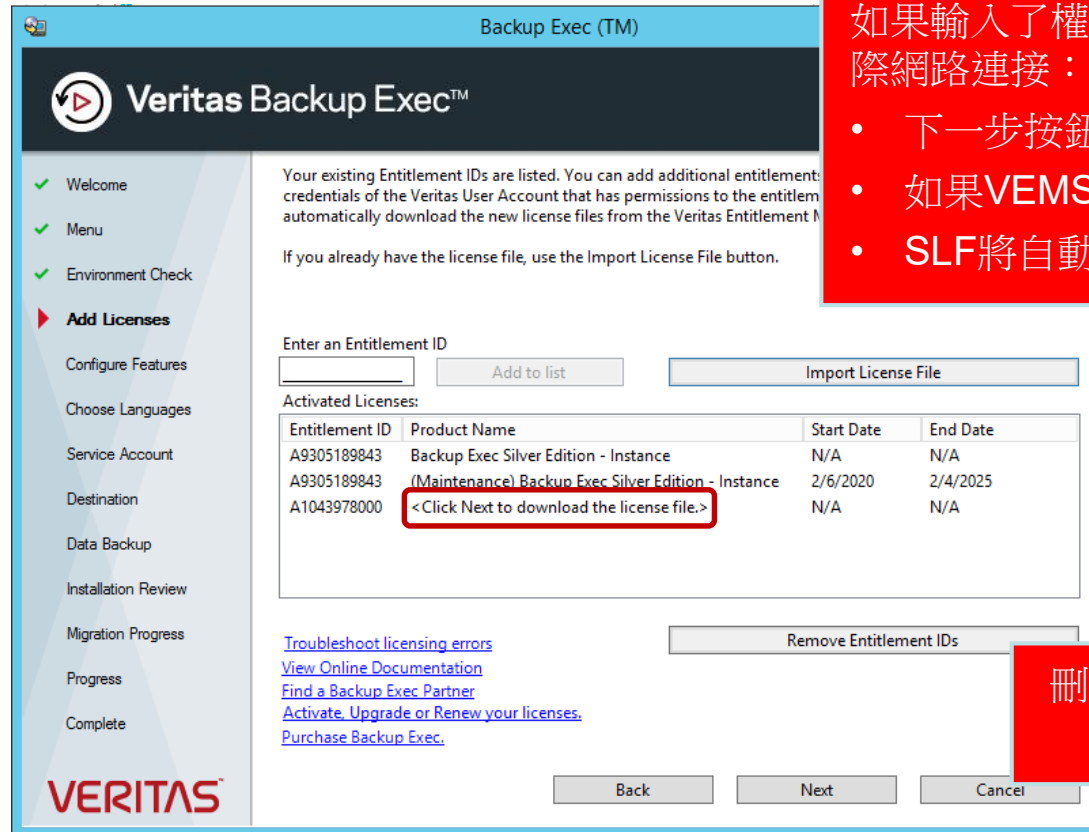 Backup Exec (TM)
如果輸入了權
際網路連接：
• 下一步按鈕
• 如果VEMS
• SLF將自動
Veritas Backup Exec™
Welcome
Menu
Environment Check
Add Licenses
Configure Features
Choose Languages
Service Account
Destination
Data Backup
Installation Review
Migration Progress
Progress
Complete
VERITAS™
Your existing Entitlement IDs are listed. You can add additional entitlement
credentials of the Veritas User Account that has permissions to the entitlem
automatically download the new license files from the Veritas Entitlement
If you already have the license file, use the Import License File button.
Enter an Entitlement ID
Add to list
Import License File
Activated Licenses:
Entitlement ID Product Name Start Date End Date
A9305189843 Backup Exec Silver Edition - Instance N/A N/A
A9305189843 (Maintenance) Backup Exec Silver Edition - Instance 2/6/2020 2/4/2025
A1043978000 <Click Next to download the license file.> N/A N/A
Troubleshoot licensing errors
View Online Documentation
Find a Backup Exec Partner
Activate, Upgrade or Renew your licenses.
Purchase Backup Exec.
Remove Entitlement IDs
刪
Back
Next
Cancel